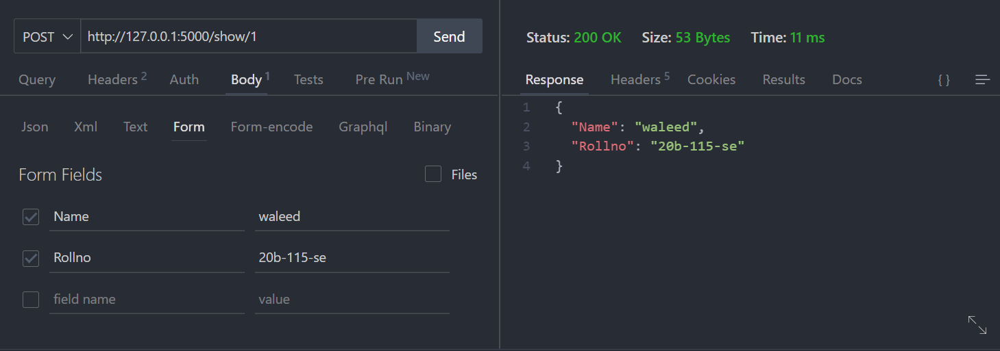 POST http://127.0.0.1:5000/show/1 Send
Query Headers 2 Auth Body 1 Tests Pre Run New
Json Xml Text Form Form-encode Graphql Binary
Form Fields Files
Name waleed
Rollno 20b-115-se
field name value
Status: 200 OK Size: 53 Bytes Time: 11 ms
Response Headers 5 Cookies Results Docs { }
1 {
2 "Name": "waleed",
3 "Rollno": "20b-115-se"
4 }